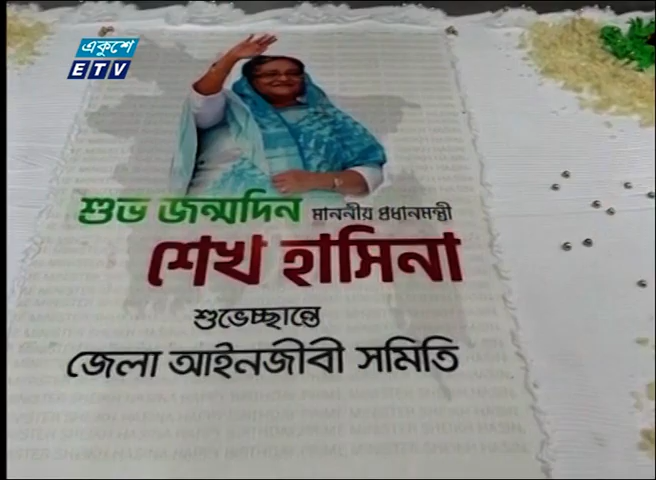 একুশে
ETV
শুভ জন্মদিন মাননীয় প্রধানমন্ত্রী
শেখ হাসিনা
শুভেচ্ছান্তে
জেলা আইনজীবী সমিতি